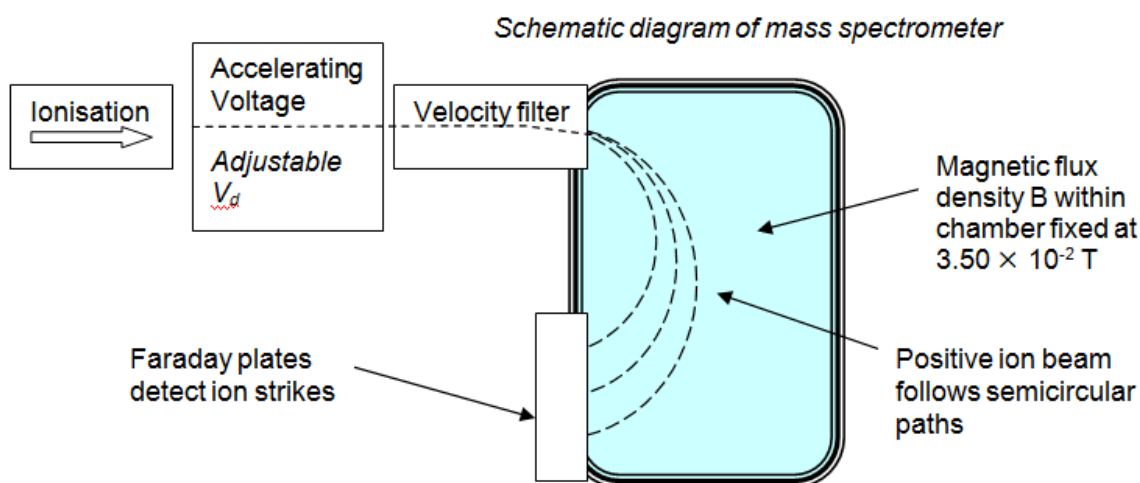 Schematic diagram of mass spectrometer
Ionisation
Accelerating
Voltage
Adjustable
Vd
Velocity filter
Magnetic flux
density B within
chamber fixed at
3.50 × 10-2 T
Faraday plates
detect ion strikes
Positive ion beam
follows semicircular
paths